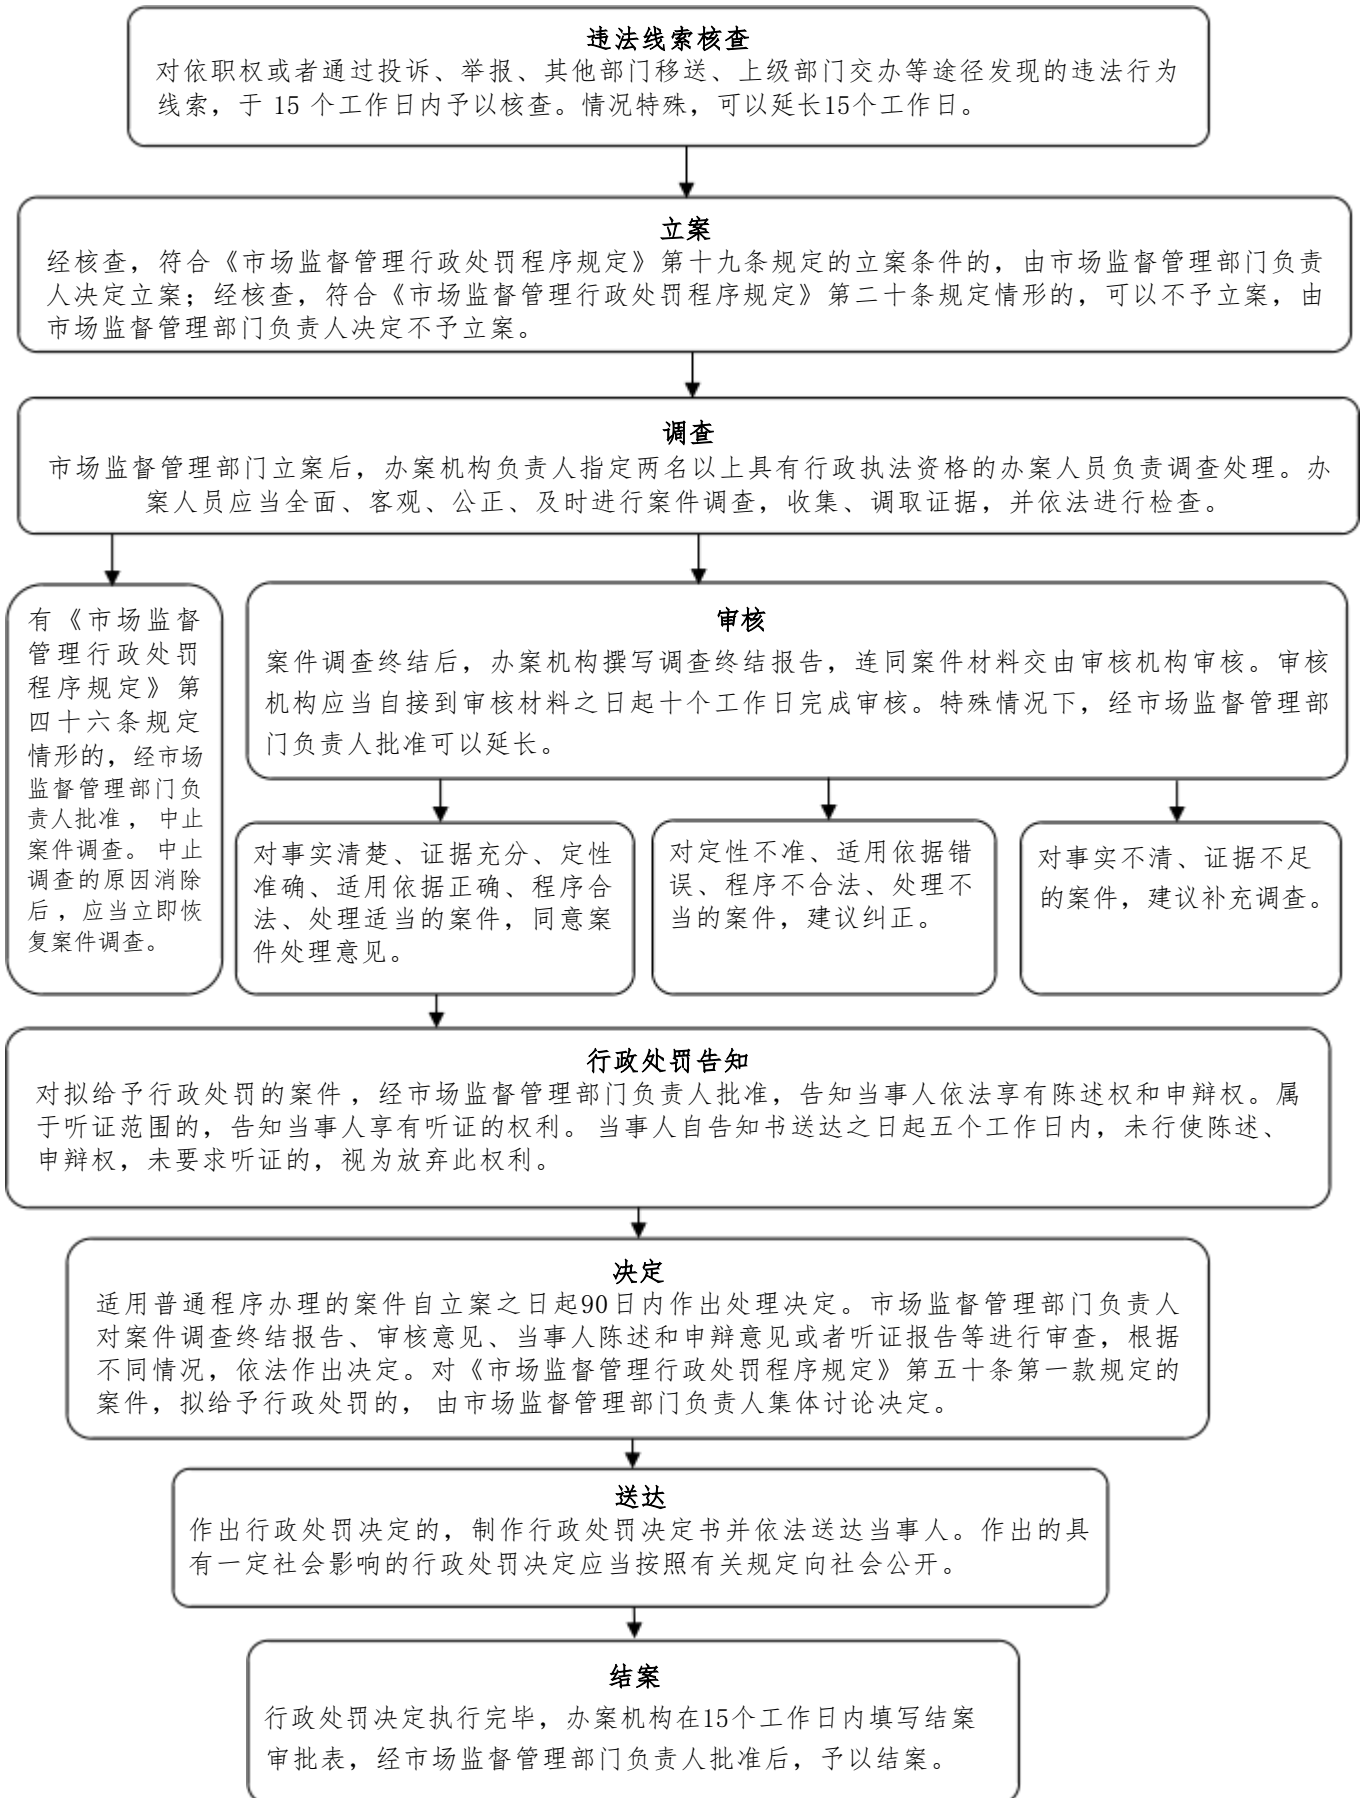 违法线索核查
对依职权或者通过投诉、举报、其他部门移送、上级部门交办等途径发现的违法行为
线索，于 15 个工作日内予以核查。情况特殊，可以延长15个工作日。
立案
经核查，符合《市场监督管理行政处罚程序规定》第十九条规定的立案条件的，由市场监督管理部门负责
人决定立案；经核查，符合《市场监督管理行政处罚程序规定》第二十条规定情形的，可以不予立案，由
市场监督管理部门负责人决定不予立案。
调查
市场监督管理部门立案后，办案机构负责人指定两名以上具有行政执法资格的办案人员负责调查处理。办
案人员应当全面、客观、公正、及时进行案件调查，收集、调取证据，并依法进行检查。
有《市场监督
管理行政处罚
程序规定》第
四十六条规定
情形的，经市场
监督管理部门负
责人批准，中止
案件调查。中止
调查的原因消除
后，应当立即恢
复案件调查。
审核
案件调查终结后，办案机构撰写调查终结报告，连同案件材料交由审核机构审核。审核
机构应当自接到审核材料之日起十个工作日完成审核。特殊情况下，经市场监督管理部
门负责人批准可以延长。
对事实清楚、证据充分、定性
准确、适用依据正确、程序合
法、处理适当的案件，同意案
件处理意见。
对定性不准、适用依据错
误、程序不合法、处理不
当的案件，建议纠正。
对事实不清、证据不足
的案件，建议补充调查。
行政处罚告知
对拟给予行政处罚的案件，经市场监督管理部门负责人批准，告知当事人依法享有陈述权和申辩权。属
于听证范围的，告知当事人享有听证的权利。当事人自告知书送达之日起五个工作日内，未行使陈述、
申辩权，未要求听证的，视为放弃此权利。
决定
适用普通程序办理的案件自立案之日起90日内作出处理决定。市场监督管理部门负责人
对案件调查终结报告、审核意见、当事人陈述和申辩意见或者听证报告等进行审查，根据
不同情况，依法作出决定。对《市场监督管理行政处罚程序规定》第五十条第一款规定的
案件，拟给予行政处罚的，由市场监督管理部门负责人集体讨论决定。
送达
作出行政处罚决定的，制作行政处罚决定书并依法送达当事人。作出的具
有一定社会影响的行政处罚决定应当按照有关规定向社会公开。
结案
行政处罚决定执行完毕，办案机构在15个工作日内填写结案
审批表，经市场监督管理部门负责人批准后，予以结案。